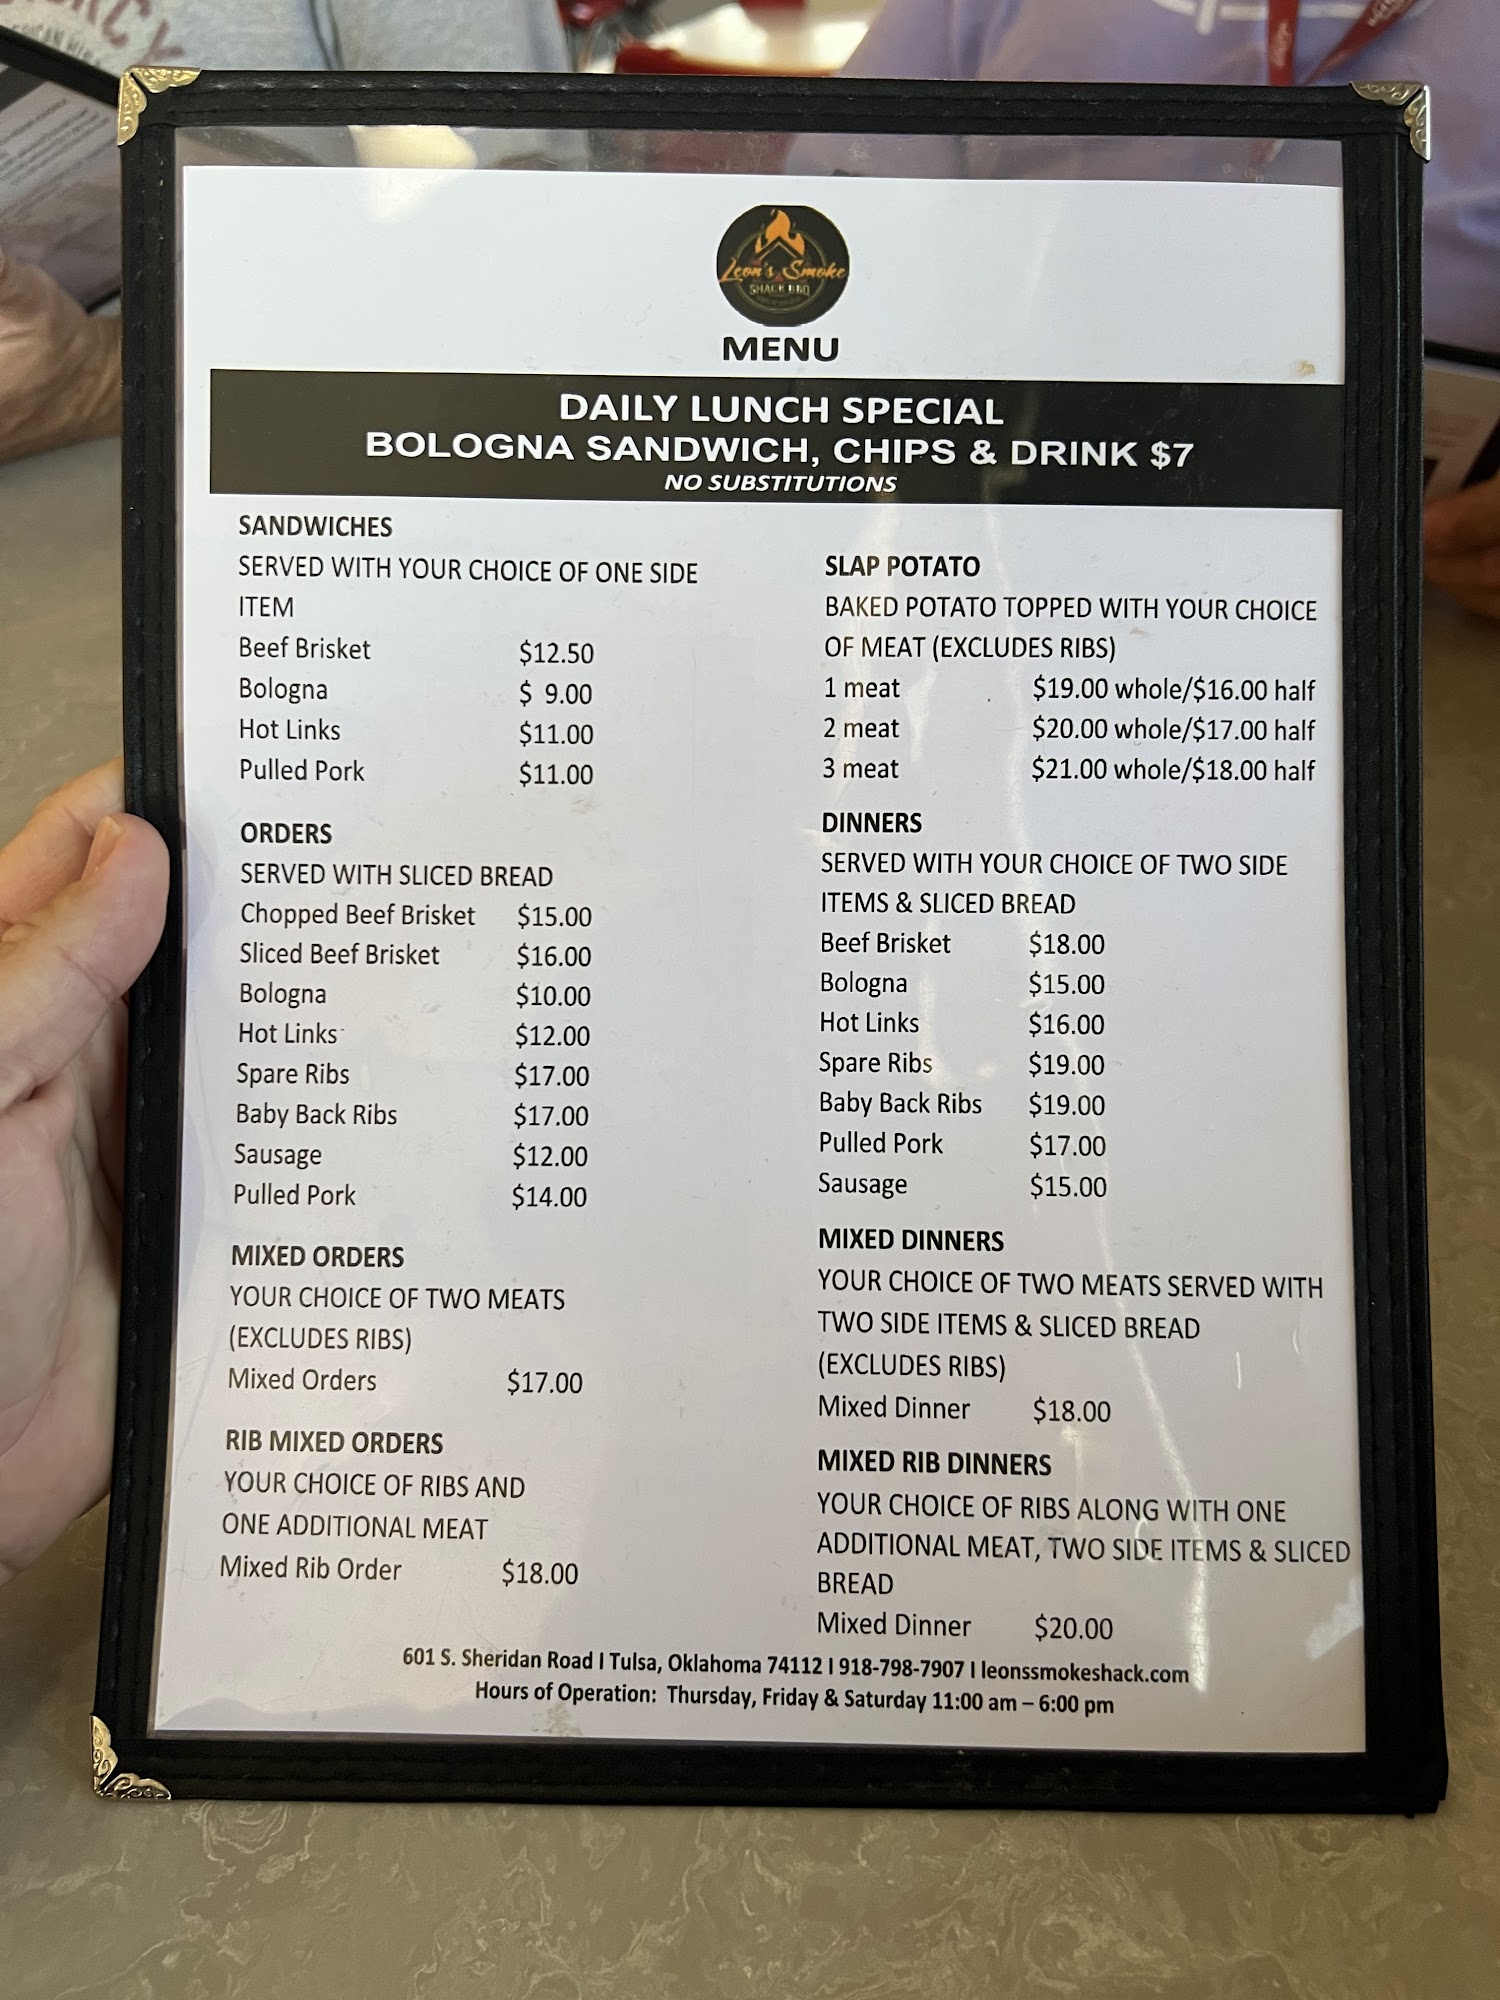 Leon's Smoke
SHACK BBQ
MENU
DAILY LUNCH SPECIAL
BOLOGNA SANDWICH, CHIPS & DRINK $7
NO SUBSTITUTIONS
SANDWICHES
SERVED WITH YOUR CHOICE OF ONE SIDE
ITEM
Beef Brisket $12.50
Bologna $ 9.00
Hot Links $11.00
Pulled Pork $11.00
ORDERS
SERVED WITH SLICED BREAD
Chopped Beef Brisket $15.00
Sliced Beef Brisket $16.00
Bologna $10.00
Hot Links $12.00
Spare Ribs $17.00
Baby Back Ribs $17.00
Sausage $12.00
Pulled Pork $14.00
MIXED ORDERS
YOUR CHOICE OF TWO MEATS
(EXCLUDES RIBS)
Mixed Orders $17.00
RIB MIXED ORDERS
YOUR CHOICE OF RIBS AND
ONE ADDITIONAL MEAT
Mixed Rib Order $18.00
SLAP POTATO
BAKED POTATO TOPPED WITH YOUR CHOICE
OF MEAT (EXCLUDES RIBS)
1 meat $19.00 whole/$16.00 half
2 meat $20.00 whole/$17.00 half
3 meat $21.00 whole/$18.00 half
DINNERS
SERVED WITH YOUR CHOICE OF TWO SIDE
ITEMS & SLICED BREAD
Beef Brisket $18.00
Bologna $15.00
Hot Links $16.00
Spare Ribs $19.00
Baby Back Ribs $19.00
Pulled Pork $17.00
Sausage $15.00
MIXED DINNERS
YOUR CHOICE OF TWO MEATS SERVED WITH
TWO SIDE ITEMS & SLICED BREAD
(EXCLUDES RIBS)
Mixed Dinner $18.00
MIXED RIB DINNERS
YOUR CHOICE OF RIBS ALONG WITH ONE
ADDITIONAL MEAT, TWO SIDE ITEMS & SLICED
BREAD
Mixed Dinner $20.00
601 S. Sheridan Road I Tulsa, Oklahoma 74112 I 918-798-7907 I leonssmokeshack.com
Hours of Operation: Thursday, Friday & Saturday 11:00 am – 6:00 pm